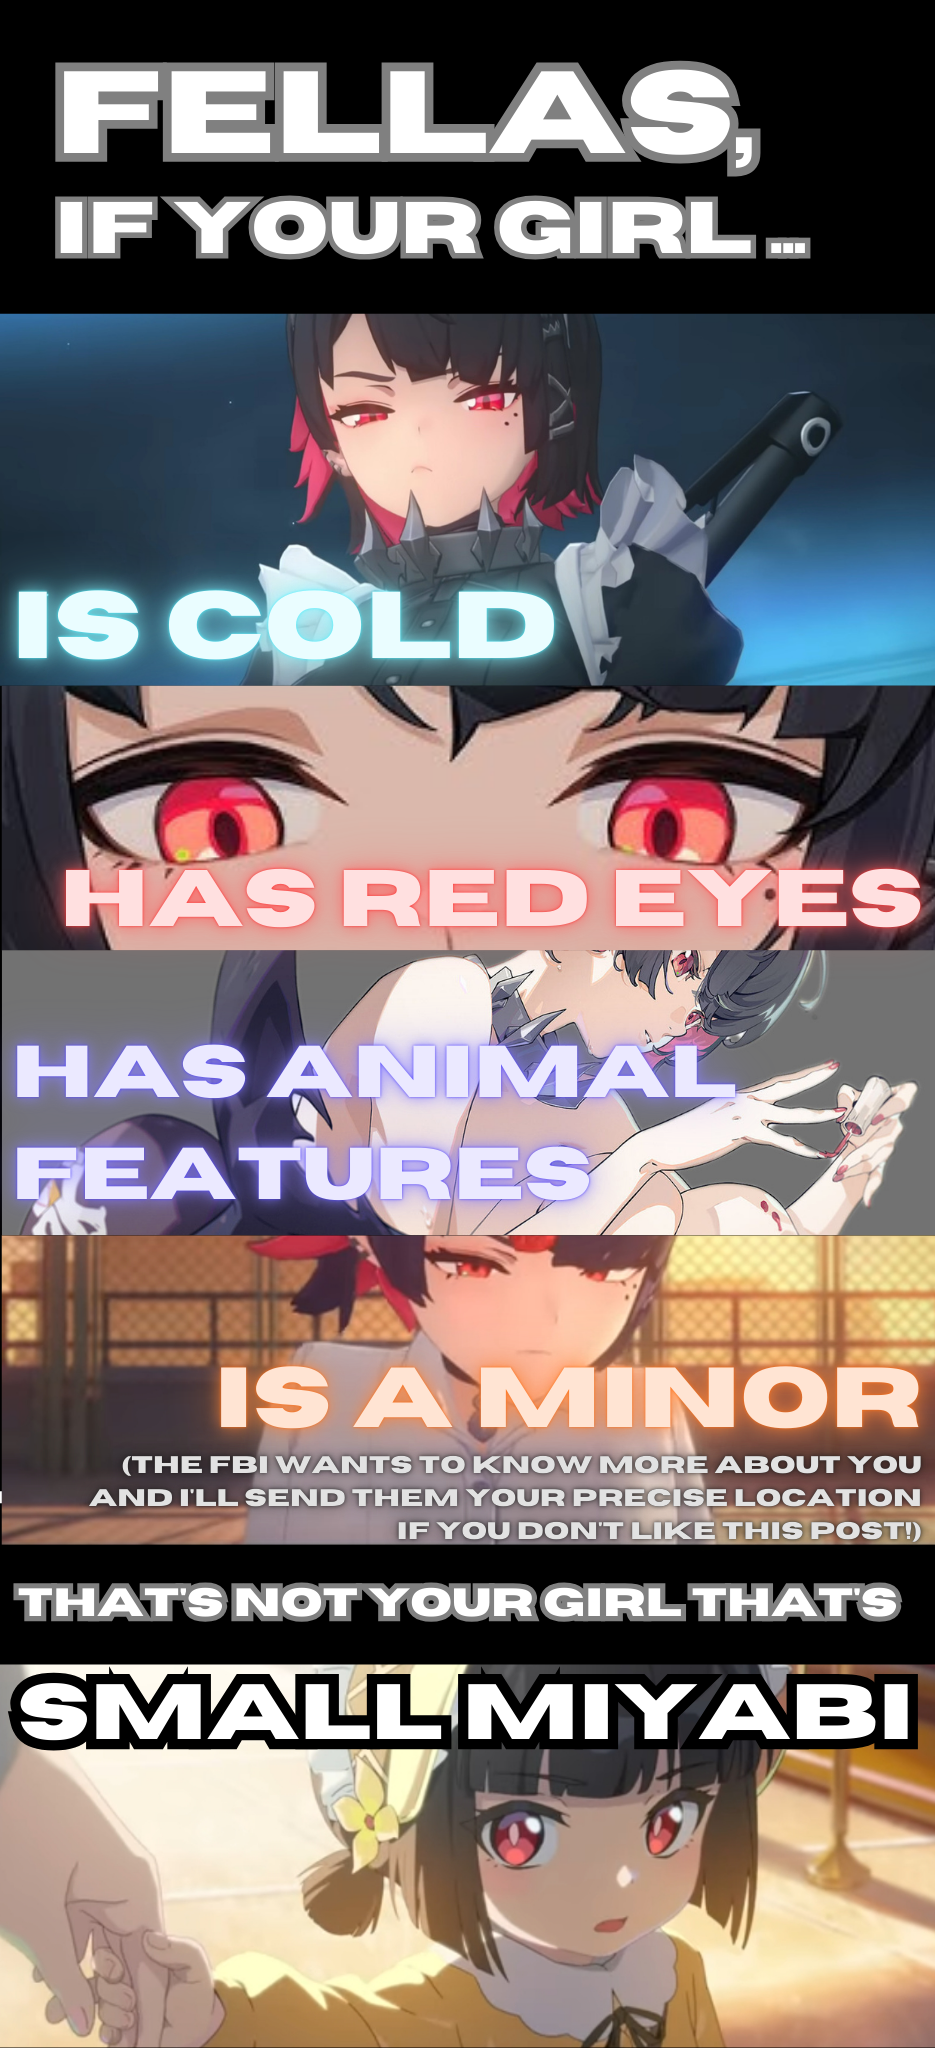 FELLAS,
IF YOUR GIRL ...
IS COLD
HAS RED EYES
HAS ANIMAL
FEATURES
IS A MINOR
(THE FBI WANTS TO KNOW MORE ABOUT YOU
AND I'LL SEND THEM YOUR PRECISE LOCATION
IF YOU DON'T LIKE THIS POST!)
THAT'S NOT YOUR GIRL THAT'S
SMALL MIYABI